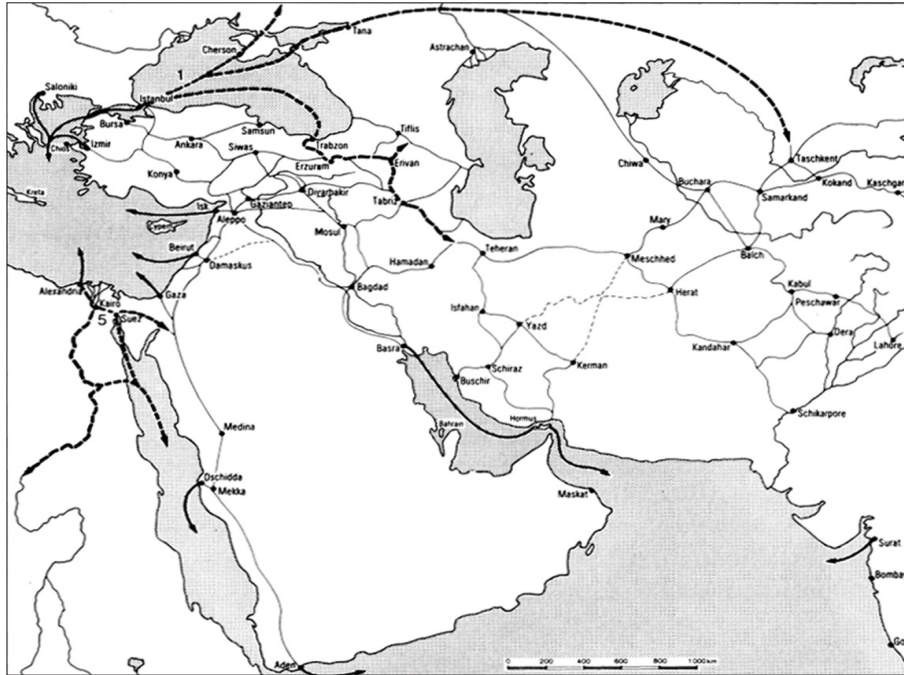 Tana
Cherson
Astrachan
1
Saloniki
Istanbul
Bursa
Samsun
Trabzon
Tiflis
Chios
Izmir
Ankara
Siwas
Erzurum
Erivan
Taschkent
Chiwa
Buchara
Kokand
Kaschgar
Samarkand
Konya
Diyarbakir
Kreta
Isk
Gaziantep
Tabriz
Aleppo
Zypern
Mosul
Mary
Teheran
Balch
Beirut
Damaskus
Hamadan
Meschhed
Alexandria
Gaza
Bagdad
Herat
Kabul
Kairo
Peschawar
5
Suez
Isfahan
Yazd
Dera
Lahore
Basra
Kandahar
Schiraz
Kerman
Buschir
Schikarpore
Hormus
Bahrain
Medina
Dschidda
Mekka
Maskat
Surat
Bombay
Go
Aden
0 200 400 600 800 1000 km